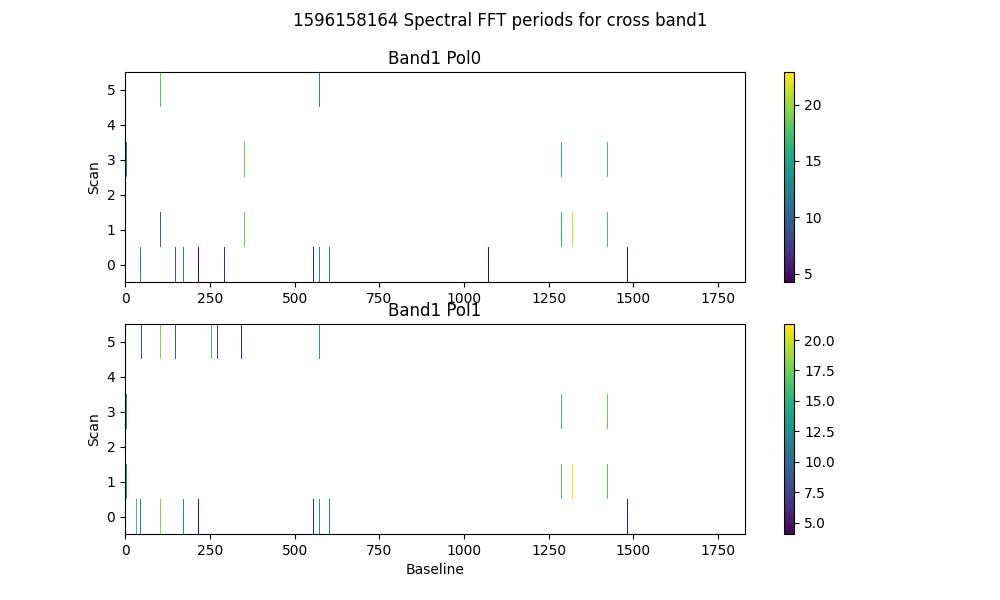 1596158164 Spectral FFT periods for cross band1
Band1 Pol0
Scan
5
4
3
2
1
0
0 250 500 750 1000 1250 1500 1750
20
15
10
5
Band1 Pol1
Scan
5
4
3
2
1
0
0 250 500 750 1000 1250 1500 1750
Baseline
20.0
17.5
15.0
12.5
10.0
7.5
5.0